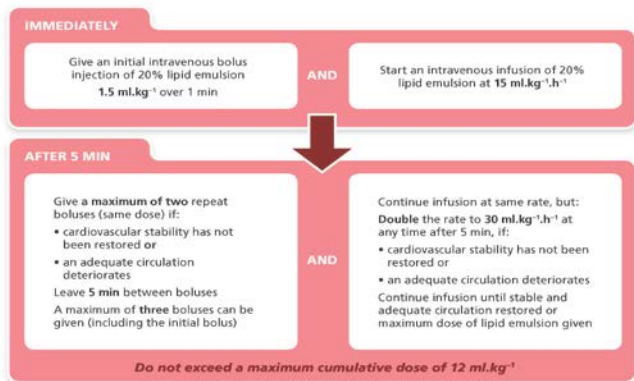 IMMEDIATELY
Give an initial intravenous bolus
injection of 20% lipid emulsion
1.5 ml.kg⁻¹ over 1 min
AND
Start an intravenous infusion of 20%
lipid emulsion at 15 ml.kg⁻¹.h⁻¹
AFTER 5 MIN
Give a maximum of two repeat
boluses (same dose) if:
• cardiovascular stability has not
been restored or
• an adequate circulation
deteriorates
Leave 5 min between boluses
A maximum of three boluses can be
given (including the initial bolus)
AND
Continue infusion at same rate, but:
Double the rate to 30 ml.kg⁻¹.h⁻¹ at
any time after 5 min, if:
• cardiovascular stability has not been
restored or
• an adequate circulation deteriorates
Continue infusion until stable and
adequate circulation restored or
maximum dose of lipid emulsion given
Do not exceed a maximum cumulative dose of 12 ml.kg⁻¹